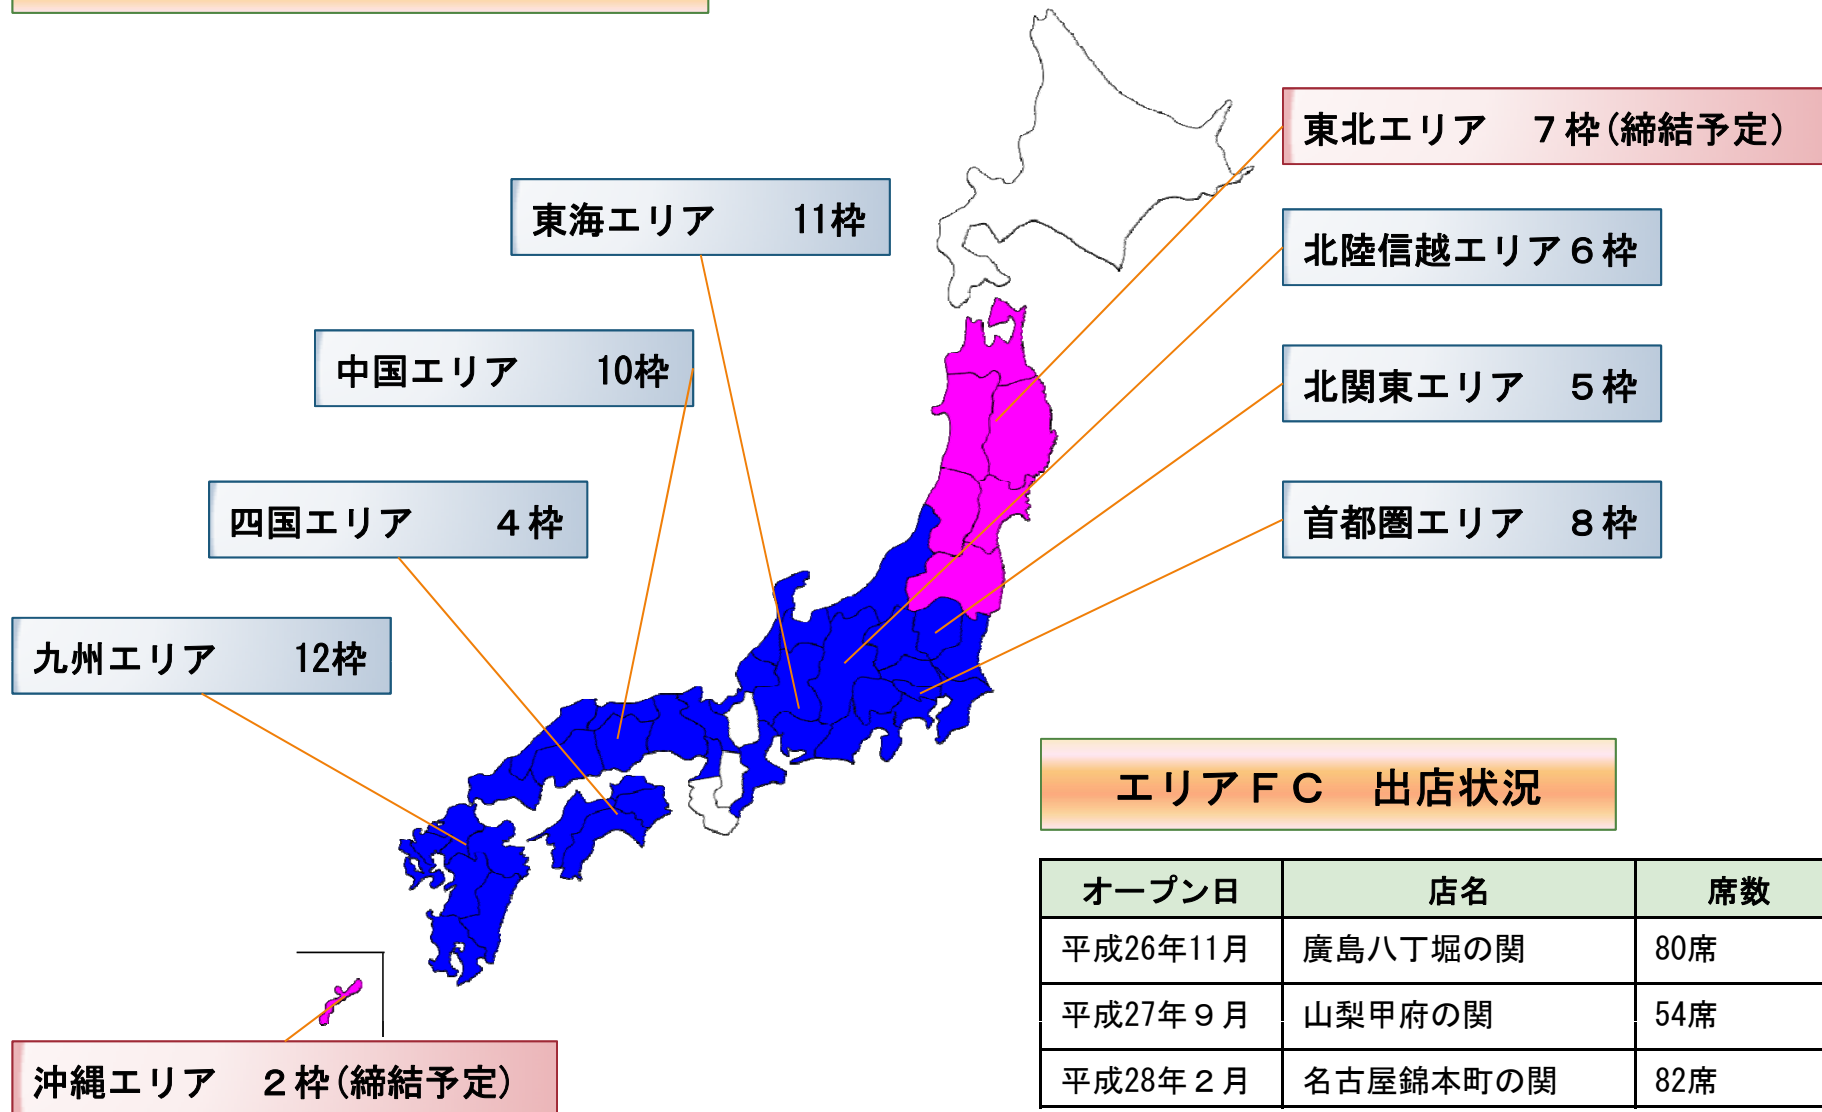 東北エリア　７枠(締結予定)
東海エリア　　11枠
北陸信越エリア６枠
中国エリア　　10枠
北関東エリア　５枠
四国エリア　　４枠
首都圏エリア　８枠
九州エリア　　12枠
エリアＦＣ　出店状況
オープン日　店名　席数
平成26年11月　廣島八丁堀の関　80席
平成27年９月　山梨甲府の関　54席
平成28年２月　名古屋錦本町の関　82席
沖縄エリア　２枠(締結予定)